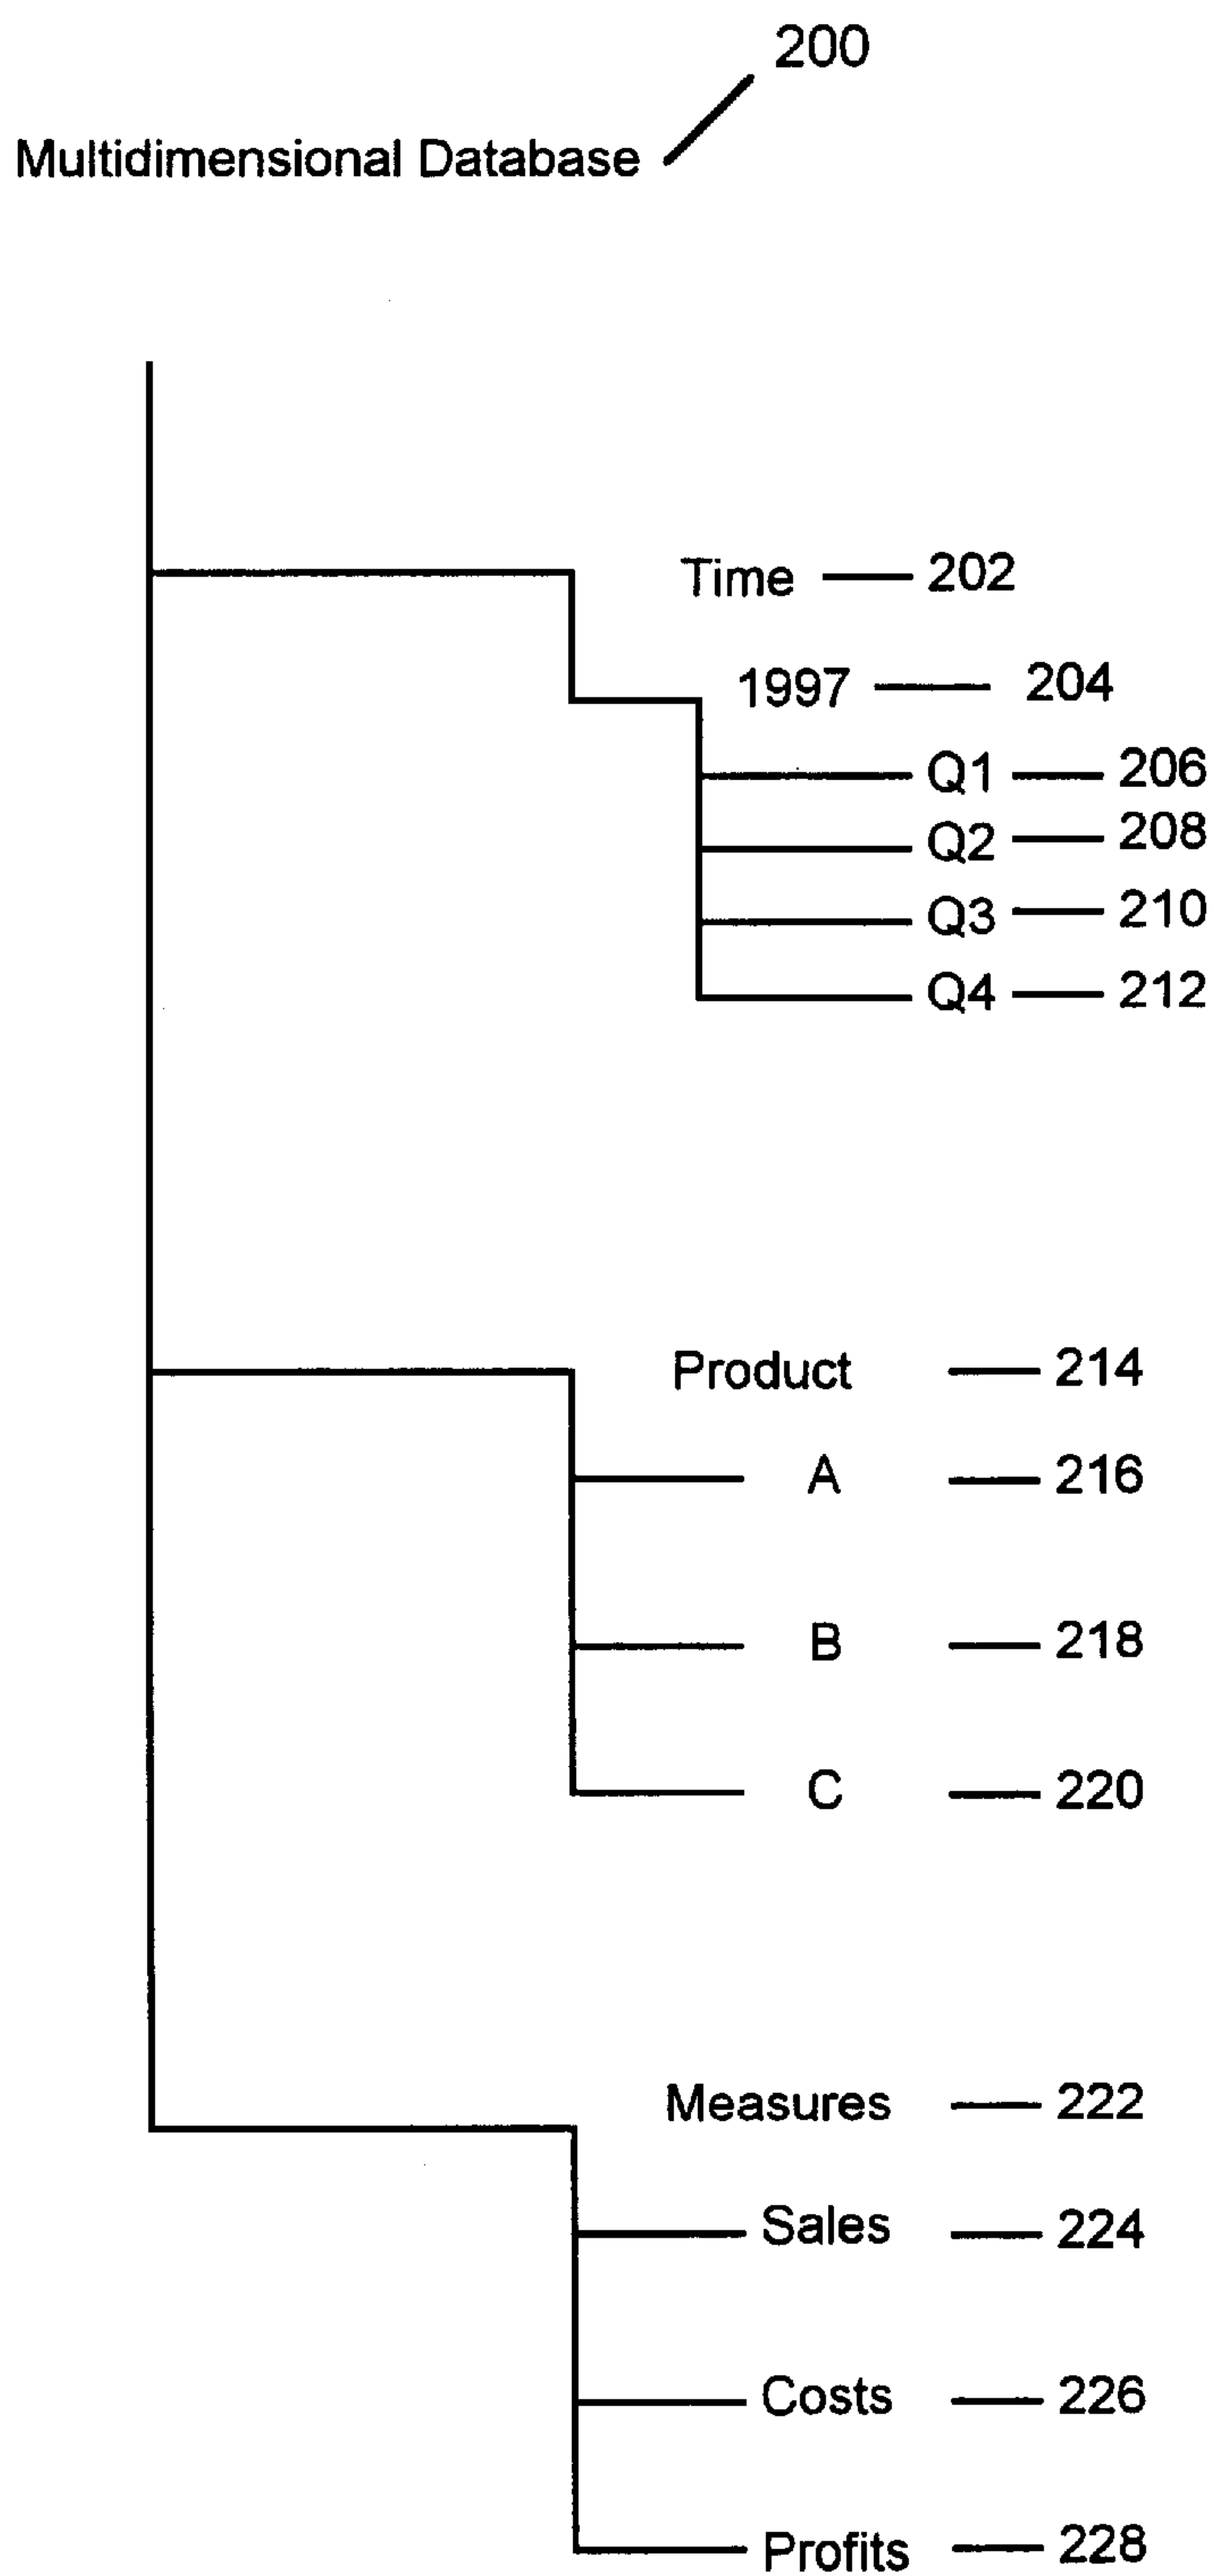 200
Multidimensional Database
Time 202
1997 204
Q1 206
Q2 208
Q3 210
Q4 212
Product 214
A 216
B 218
C 220
Measures 222
Sales 224
Costs 226
Profits 228